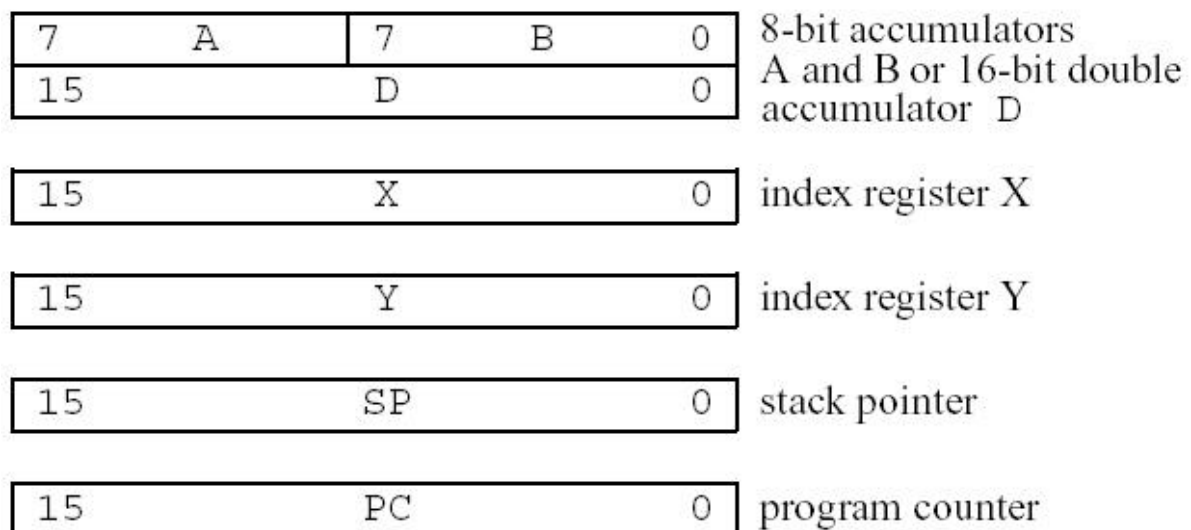 7 A 7 B 0 8-bit accumulators
A and B or 16-bit double
15 D 0 accumulator D
15 X 0 index register X
15 Y 0 index register Y
15 SP 0 stack pointer
15 PC 0 program counter